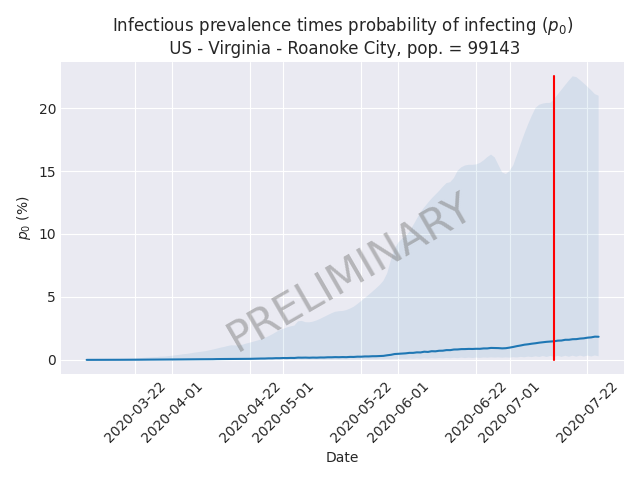 Infectious prevalence times probability of infecting (p₀)
US - Virginia - Roanoke City, pop. = 99143
p₀ (%)
20
15
10
5
0
PRELIMINARY
2020-03-22
2020-04-01
2020-04-22
2020-05-01
2020-05-22
2020-06-01
2020-06-22
2020-07-01
2020-07-22
Date